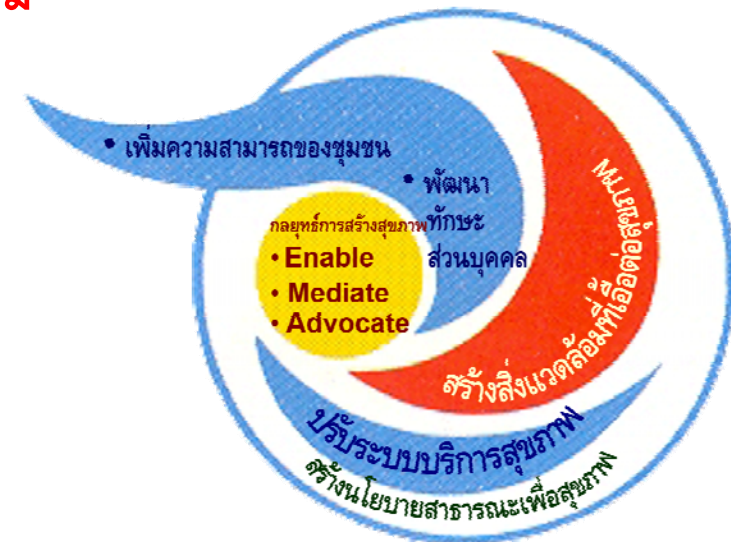 • เพิ่มความสามารถของชุมชน
• พัฒนา
ทักษะ
ส่วนบุคคล
กลยุทธ์การสร้างสุขภาพ
• Enable
• Mediate
• Advocate
สร้างสิ่งแวดล้อมที่เอื้อต่อสุขภาพ
ปรับระบบบริการสุขภาพ
สร้างนโยบายสาธารณะเพื่อสุขภาพ